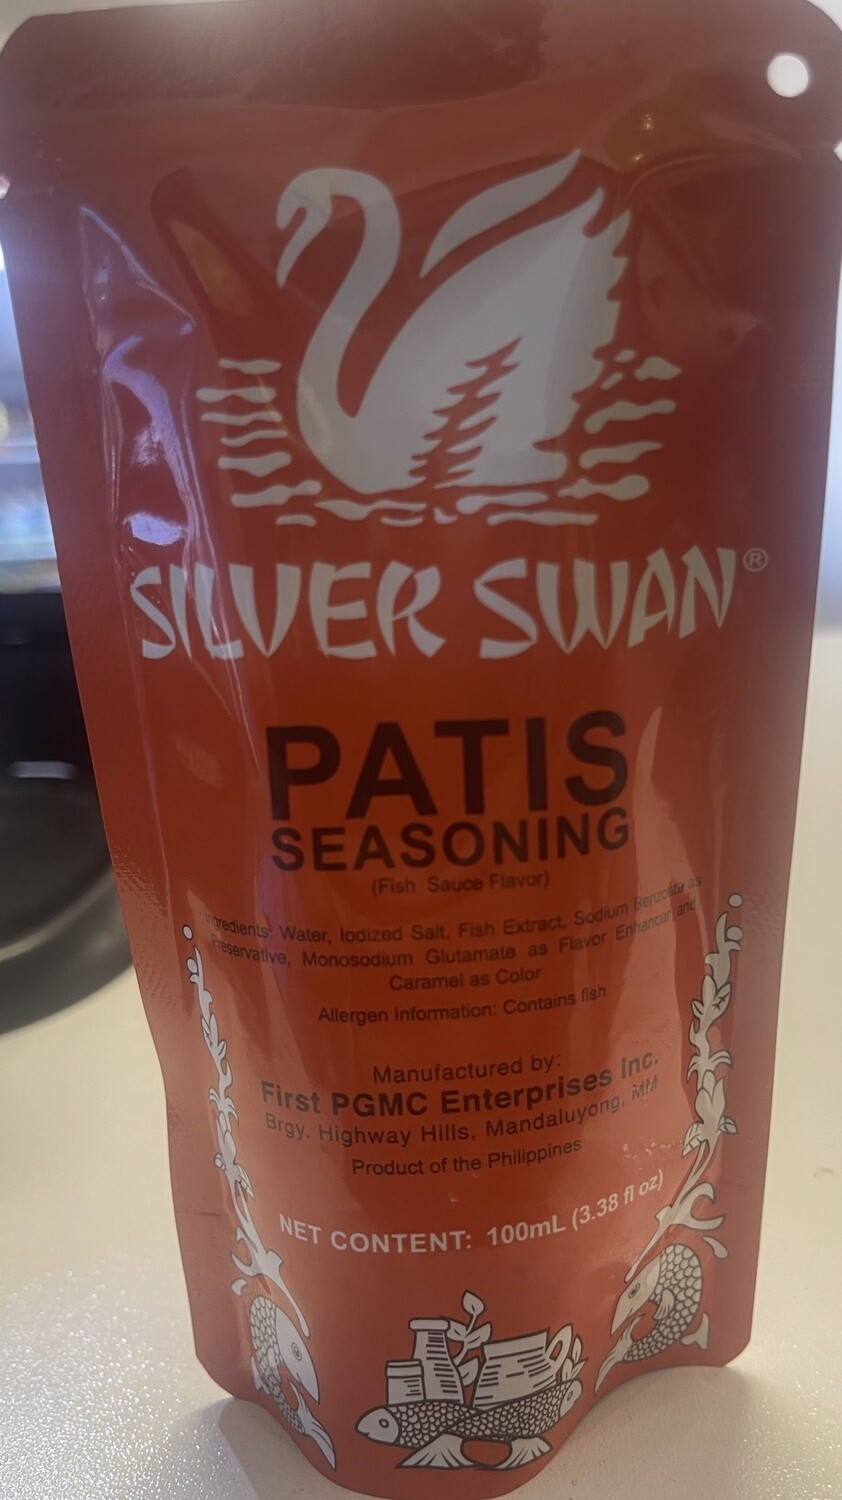 SILVER SWAN®
PATIS
SEASONING
(Fish Sauce Flavor)
Ingredients: Water, Iodized Salt, Fish Extract, Sodium Benzoate as
Preservative, Monosodium Glutamate as Flavor Enhancer and
Caramel as Color
Allergen Information: Contains fish
Manufactured by:
First PGMC Enterprises Inc.
Brgy. Highway Hills, Mandaluyong, MM
Product of the Philippines
NET CONTENT: 100mL (3.38 fl oz)